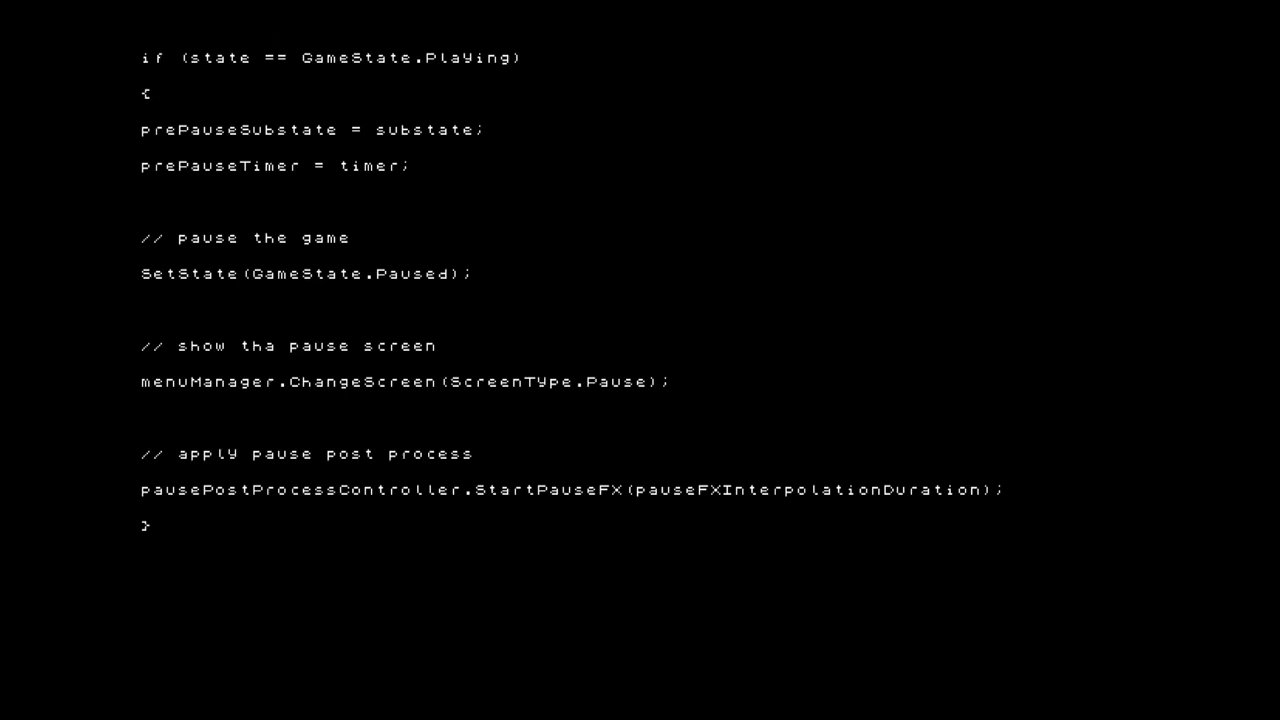 if (state == GameState.Playing)
{
prePauseSubstate = substate;
prePauseTimer = timer;
// pause the game
SetState(GameState.Paused);
// show tha pause screen
menuManager.ChangeScreen(ScreenType.Pause);
// apply pause post process
pausePostProcessController.StartPauseFX(pauseFXInterpolationDuration);
}